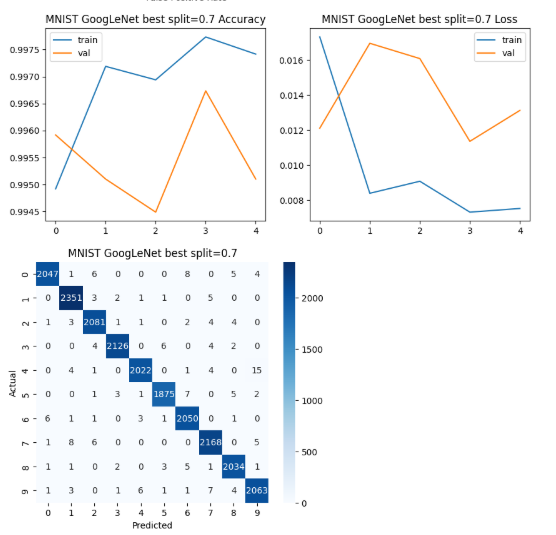 MNIST GoogLeNet best split=0.7 Accuracy
train
val
0.9975
0.9970
0.9965
0.9960
0.9955
0.9950
0.9945
0 1 2 3 4
MNIST GoogLeNet best split=0.7 Loss
train
val
0.016
0.014
0.012
0.010
0.008
0 1 2 3 4
MNIST GoogLeNet best split=0.7
Actual
0 2047 1 6 0 0 0 8 0 5 4
1 0 2351 3 2 1 1 0 5 0 0
2 1 3 2081 1 1 0 2 4 4 0
3 0 0 4 2126 0 6 0 4 2 0
4 0 4 1 0 2022 0 1 4 0 15
5 0 0 1 3 1 1875 7 0 5 2
6 6 1 1 0 3 1 2050 0 1 0
7 1 8 6 0 0 0 0 2168 0 5
8 1 1 0 2 0 3 5 1 2034 1
9 1 3 0 1 6 1 1 7 4 2063
0 1 2 3 4 5 6 7 8 9
Predicted
2000
1500
1000
500
0